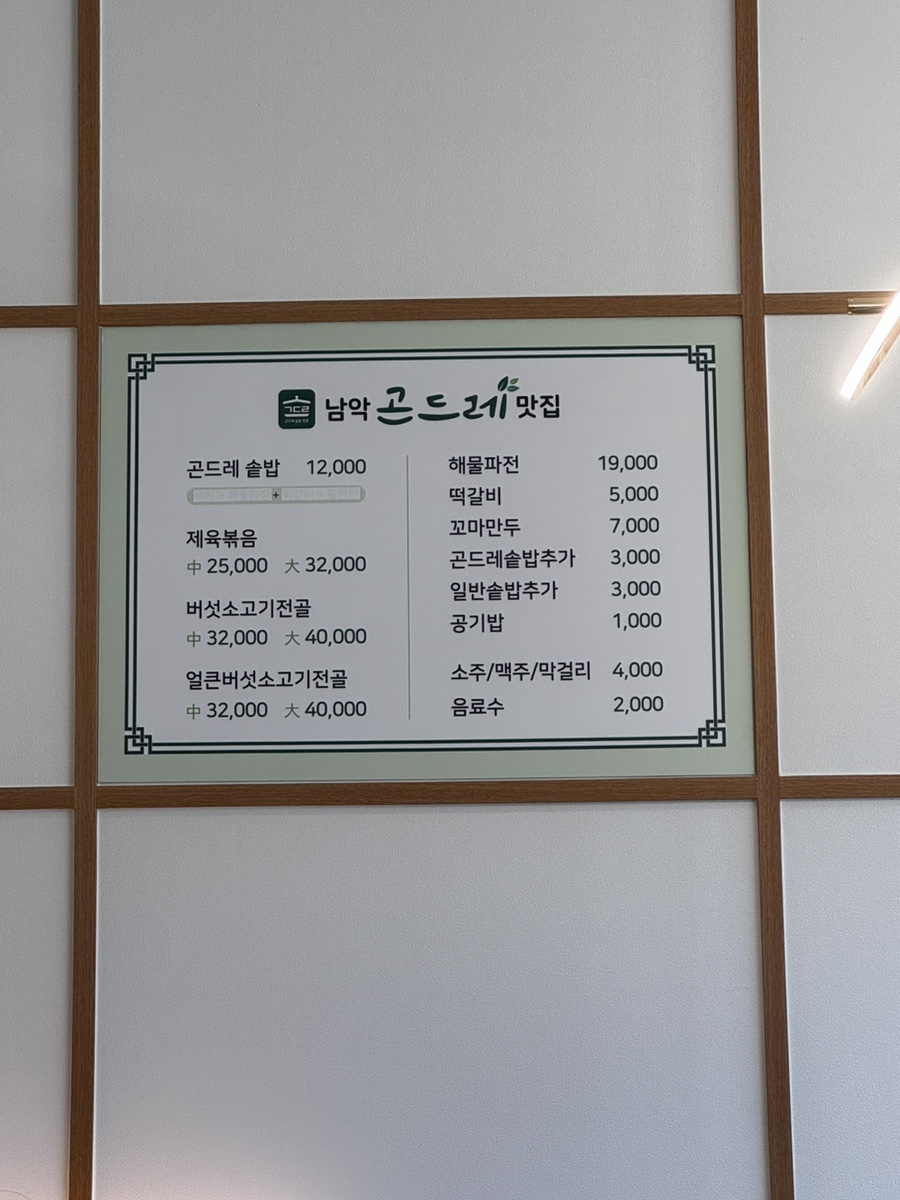 남악 곤드레 맛집
곤드레 솥밥 12,000
제육볶음
中 25,000 大 32,000
버섯소고기전골
中 32,000 大 40,000
얼큰버섯소고기전골
中 32,000 大 40,000
해물파전 19,000
떡갈비 5,000
꼬마만두 7,000
곤드레솥밥추가 3,000
일반솥밥추가 3,000
공기밥 1,000
소주/맥주/막걸리 4,000
음료수 2,000